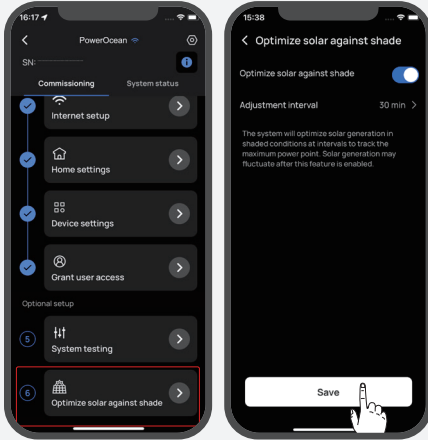 16:17
PowerOcean
SN:
Commissioning System status
Internet setup
Home settings
Device settings
Grant user access
Optional setup
5
System testing
6
Optimize solar against shade
15:38
Optimize solar against shade
Optimize solar against shade
Adjustment interval 30 min
The system will optimize solar generation in
shaded conditions at intervals to track the
maximum power point. Solar generation may
fluctuate after this feature is enabled.
Save